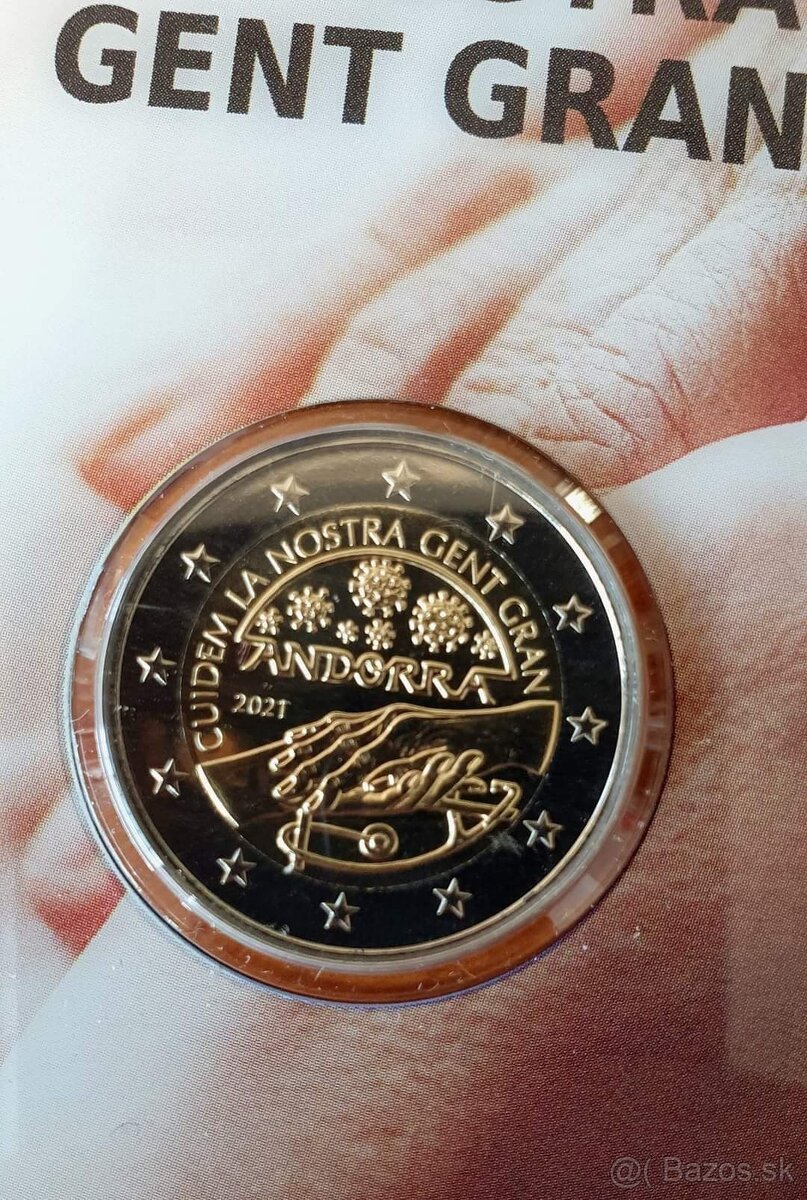 GENT GRAN
CUIDEM LA NOSTRA GENT GRAN
ANDORRA
2021
@( Bazos.sk